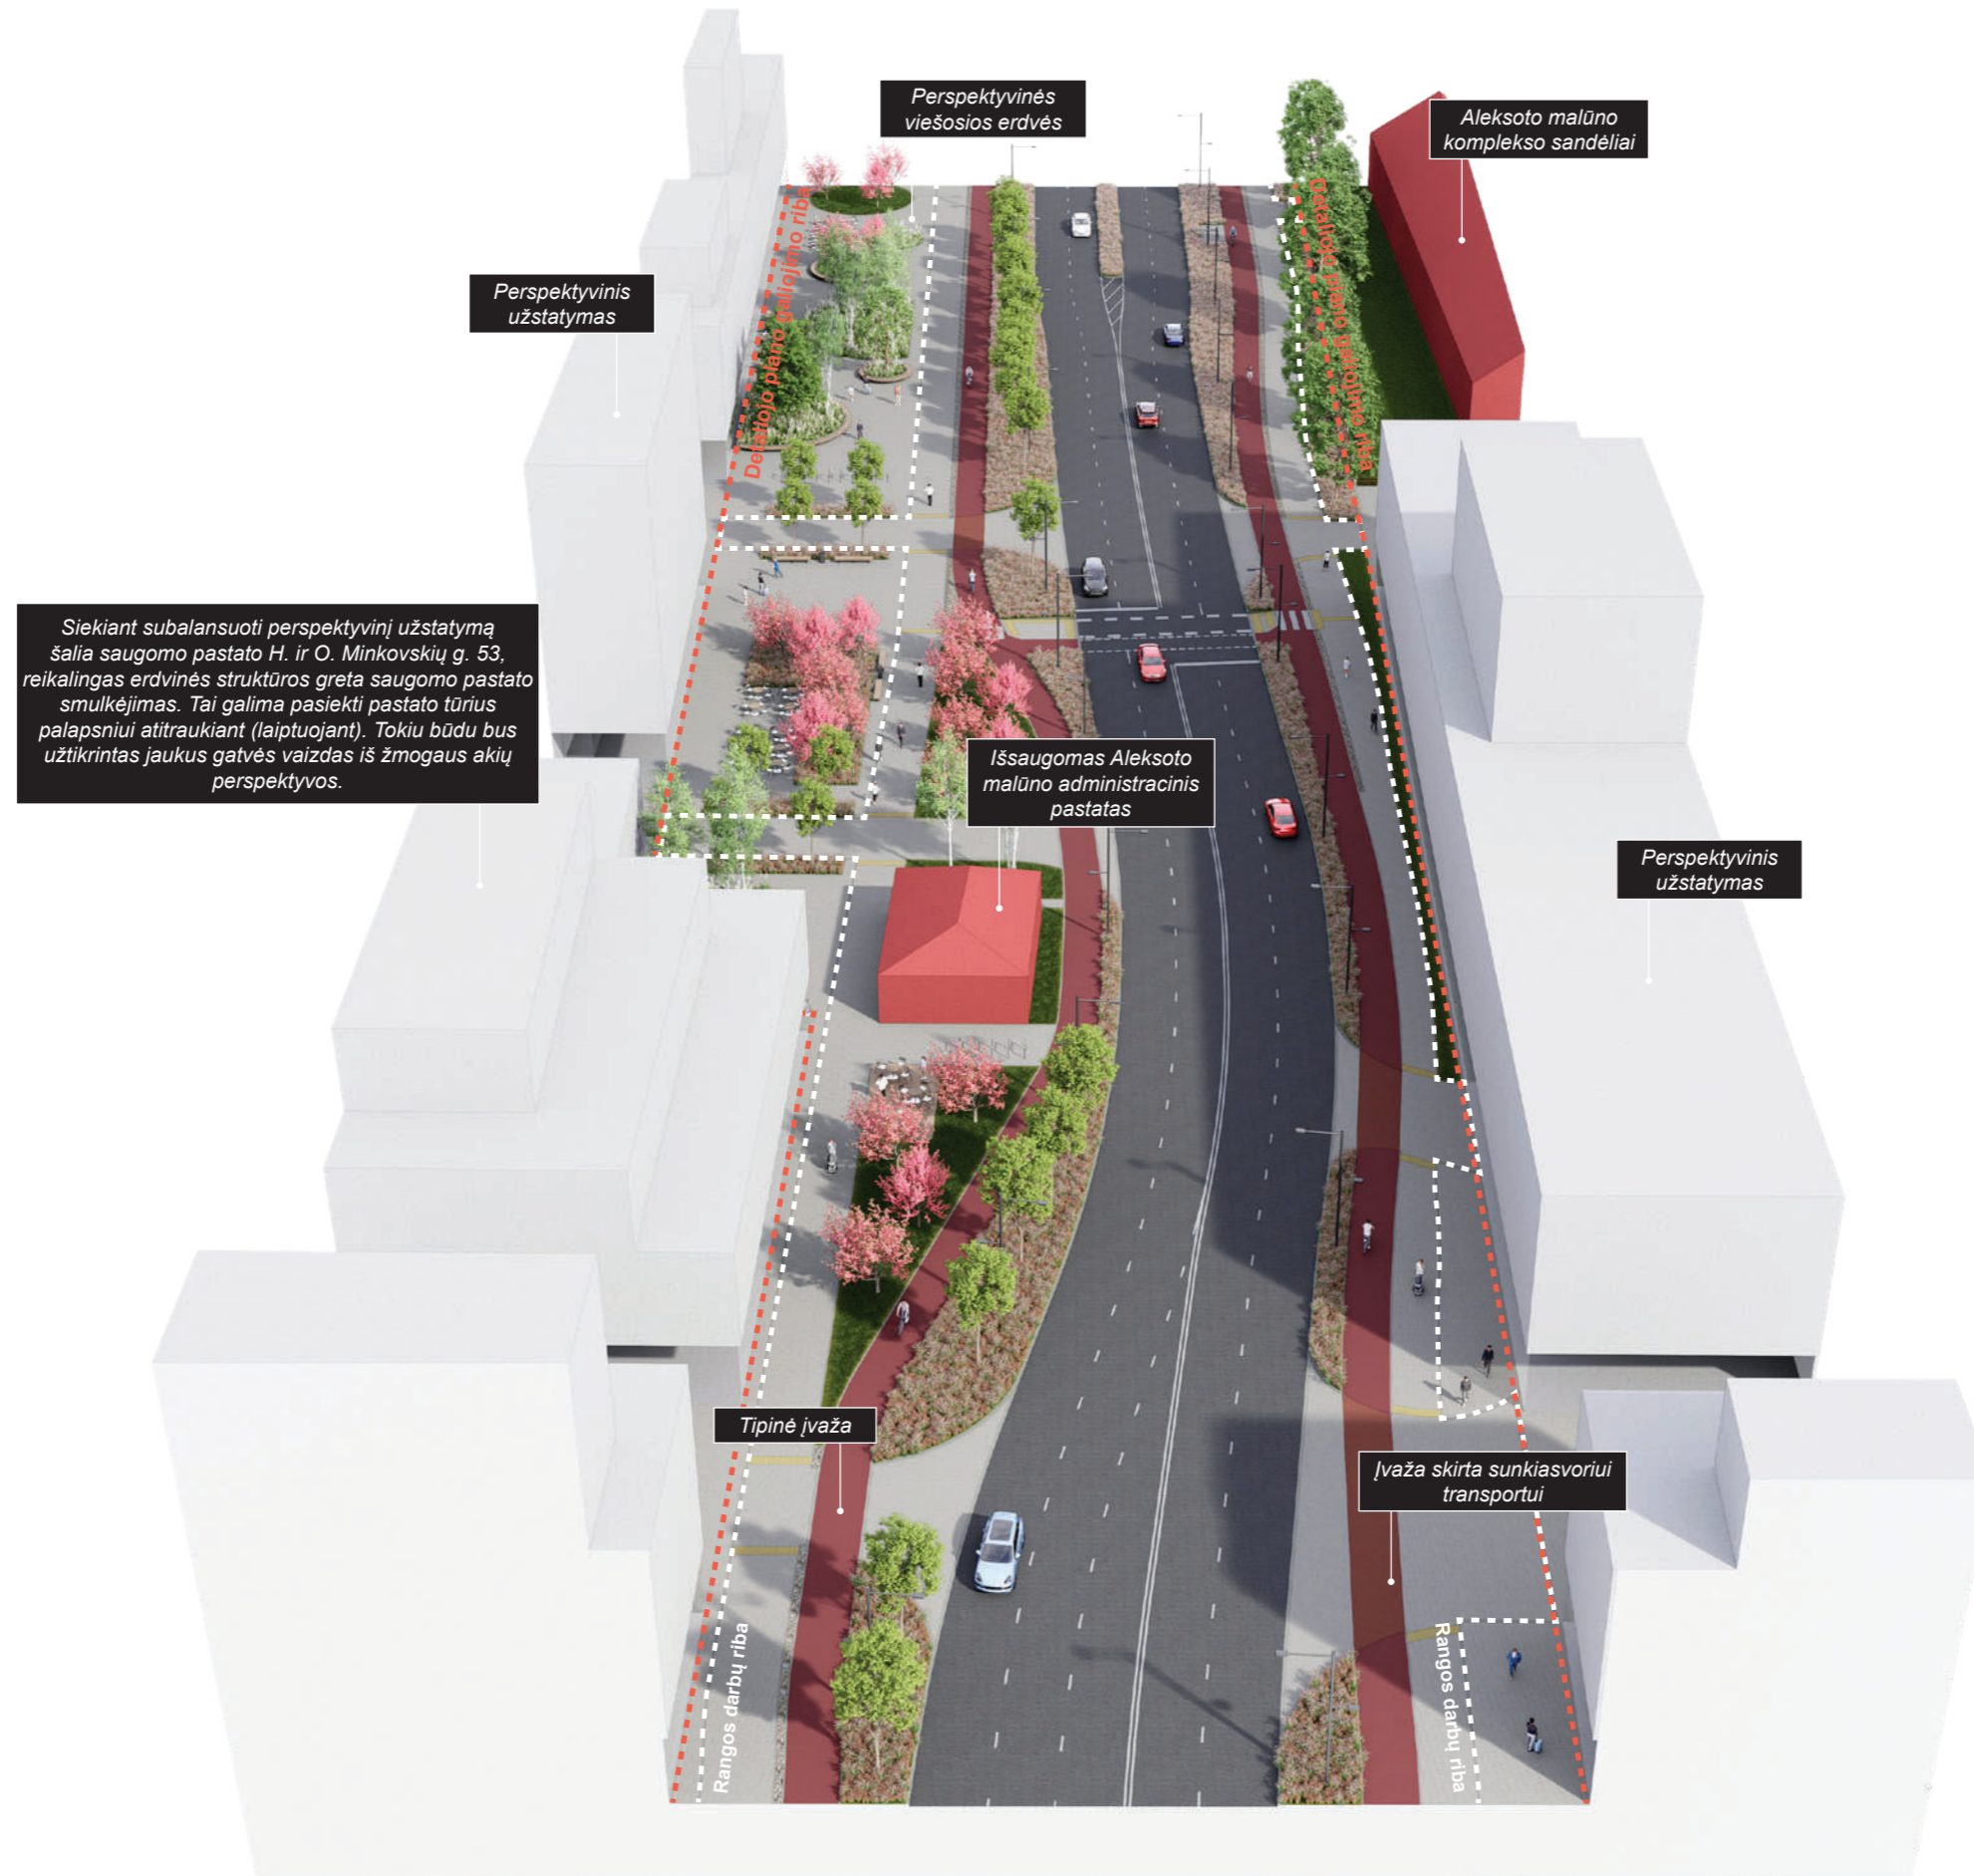 Perspektyvinės
viešosios erdvės
Aleksoto malūno
komplekso sandėliai
Detaliojo plano galiojimo riba
Detaliojo plano galiojimo riba
Perspektyvinis
užstatymas
Siekiant subalansuoti perspektyvinį užstatymą
šalia saugomo pastato H. ir O. Minkovskių g. 53,
reikalingas erdvinės struktūros greta saugomo pastato
smulkėjimas. Tai galima pasiekti pastato tūrius
palapsniui atitraukiant (laiptuojant). Tokiu būdu bus
užtikrintas jaukus gatvės vaizdas iš žmogaus akių
perspektyvos.
Išsaugomas Aleksoto
malūno administracinis
pastatas
Perspektyvinis
užstatymas
Tipinė įvaža
Įvaža skirta sunkiasvoriui
transportui
Rangos darbų riba
Rangos darbų riba